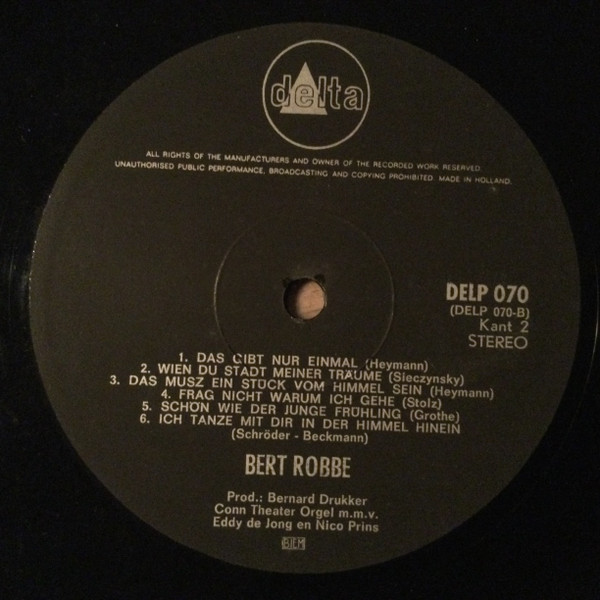 delta
ALL RIGHTS OF THE MANUFACTURERS AND OWNER OF THE RECORDED WORK RESERVED.
UNAUTHORISED PUBLIC PERFORMANCE, BROADCASTING AND COPYING PROHIBITED MADE IN HOLLAND.
DELP 070
(DELP 070-B)
Kant 2
STEREO
1. DAS GIBT NUR EINMAL (Heymann)
2. WIEN DU STADT MEINER TRÄUME (Sieczynsky)
3. DAS MUSZ EIN STÜCK VOM HIMMEL SEIN (Heymann)
4. FRAG NICHT WARUM ICH GEHE (Stolz)
5. SCHÖN WIE DER JUNGE FRÜHLING (Grothe)
6. ICH TANZE MIT DIR IN DER HIMMEL HINEIN
(Schröder - Beckmann)
BERT ROBBE
Prod.: Bernard Drukker
Conn Theater Orgel m.m.v.
Eddy de Jong en Nico Prins
BIEM